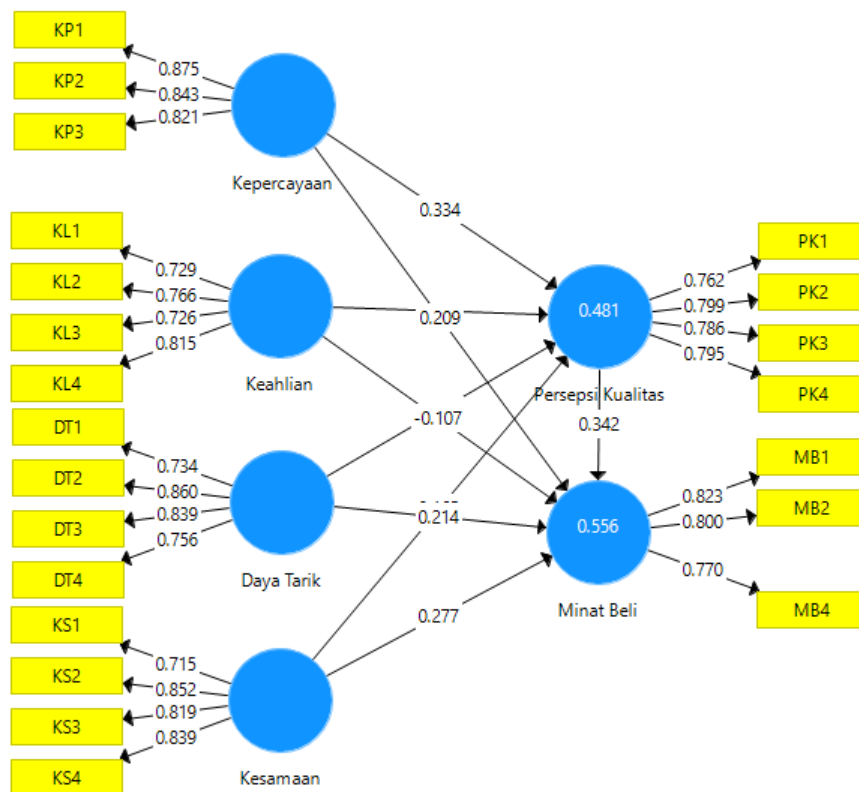 KP1
KP2
KP3
0.875
0.843
0.821
Kepercayaan
KL1
KL2
KL3
KL4
0.729
0.766
0.726
0.815
Keahlian
DT1
DT2
DT3
DT4
0.734
0.860
0.839
0.756
Daya Tarik
KS1
KS2
KS3
KS4
0.715
0.852
0.819
0.839
Kesamaan
0.334
0.209
-0.107
0.214
0.277
0.481
Persepsi Kualitas
0.342
0.556
Minat Beli
0.762
0.799
0.786
0.795
PK1
PK2
PK3
PK4
0.823
0.800
0.770
MB1
MB2
MB4